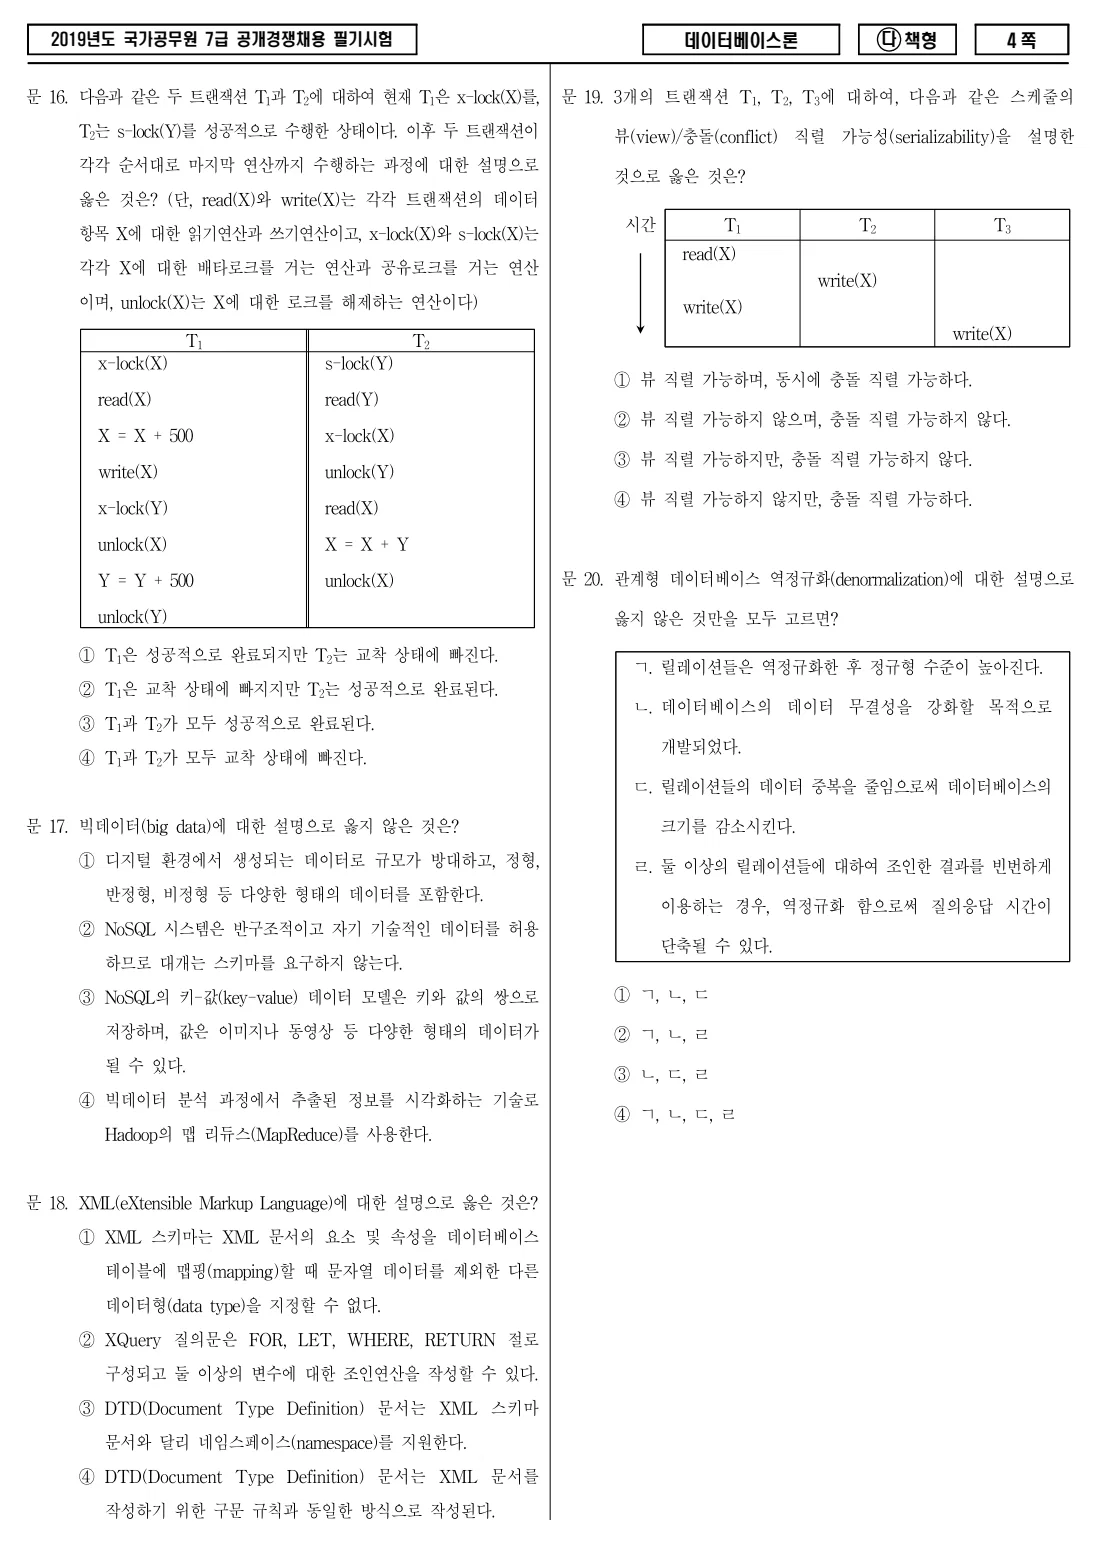 2019년도 국가공무원 7급 공개경쟁채용 필기시험
데이터베이스론
㉰ 책형
4 쪽
문 16. 다음과 같은 두 트랜잭션 T₁과 T₂에 대하여 현재 T₁은 x-lock(X)를,
T₂는 s-lock(Y)를 성공적으로 수행한 상태이다. 이후 두 트랜잭션이
각각 순서대로 마지막 연산까지 수행하는 과정에 대한 설명으로
옳은 것은? (단, read(X)와 write(X)는 각각 트랜잭션의 데이터
항목 X에 대한 읽기연산과 쓰기연산이고, x-lock(X)와 s-lock(X)는
각각 X에 대한 배타로크를 거는 연산과 공유로크를 거는 연산
이며, unlock(X)는 X에 대한 로크를 해제하는 연산이다)
T₁ T₂
x-lock(X) s-lock(Y)
read(X) read(Y)
X = X + 500 x-lock(X)
write(X) unlock(Y)
x-lock(Y) read(X)
unlock(X) X = X + Y
Y = Y + 500 unlock(X)
unlock(Y)
① T₁은 성공적으로 완료되지만 T₂는 교착 상태에 빠진다.
② T₁은 교착 상태에 빠지지만 T₂는 성공적으로 완료된다.
③ T₁과 T₂가 모두 성공적으로 완료된다.
④ T₁과 T₂가 모두 교착 상태에 빠진다.
문 17. 빅데이터(big data)에 대한 설명으로 옳지 않은 것은?
① 디지털 환경에서 생성되는 데이터로 규모가 방대하고, 정형,
반정형, 비정형 등 다양한 형태의 데이터를 포함한다.
② NoSQL 시스템은 반구조적이고 자기 기술적인 데이터를 허용
하므로 대개는 스키마를 요구하지 않는다.
③ NoSQL의 키-값(key-value) 데이터 모델은 키와 값의 쌍으로
저장하며, 값은 이미지나 동영상 등 다양한 형태의 데이터가
될 수 있다.
④ 빅데이터 분석 과정에서 추출된 정보를 시각화하는 기술로
Hadoop의 맵 리듀스(MapReduce)를 사용한다.
문 18. XML(eXtensible Markup Language)에 대한 설명으로 옳은 것은?
① XML 스키마는 XML 문서의 요소 및 속성을 데이터베이스
테이블에 맵핑(mapping)할 때 문자열 데이터를 제외한 다른
데이터형(data type)을 지정할 수 없다.
② XQuery 질의문은 FOR, LET, WHERE, RETURN 절로
구성되고 둘 이상의 변수에 대한 조인연산을 작성할 수 있다.
③ DTD(Document Type Definition) 문서는 XML 스키마
문서와 달리 네임스페이스(namespace)를 지원한다.
④ DTD(Document Type Definition) 문서는 XML 문서를
작성하기 위한 구문 규칙과 동일한 방식으로 작성된다.
문 19. 3개의 트랜잭션 T₁, T₂, T₃에 대하여, 다음과 같은 스케줄의
뷰(view)/충돌(conflict) 직렬 가능성(serializability)을 설명한
것으로 옳은 것은?
시간 T₁ T₂ T₃
read(X)
write(X)
write(X)
write(X)
① 뷰 직렬 가능하며, 동시에 충돌 직렬 가능하다.
② 뷰 직렬 가능하지 않으며, 충돌 직렬 가능하지 않다.
③ 뷰 직렬 가능하지만, 충돌 직렬 가능하지 않다.
④ 뷰 직렬 가능하지 않지만, 충돌 직렬 가능하다.
문 20. 관계형 데이터베이스 역정규화(denormalization)에 대한 설명으로
옳지 않은 것만을 모두 고르면?
ㄱ. 릴레이션들은 역정규화한 후 정규형 수준이 높아진다.
ㄴ. 데이터베이스의 데이터 무결성을 강화할 목적으로
개발되었다.
ㄷ. 릴레이션들의 데이터 중복을 줄임으로써 데이터베이스의
크기를 감소시킨다.
ㄹ. 둘 이상의 릴레이션들에 대하여 조인한 결과를 빈번하게
이용하는 경우, 역정규화 함으로써 질의응답 시간이
단축될 수 있다.
① ㄱ, ㄴ, ㄷ
② ㄱ, ㄴ, ㄹ
③ ㄴ, ㄷ, ㄹ
④ ㄱ, ㄴ, ㄷ, ㄹ